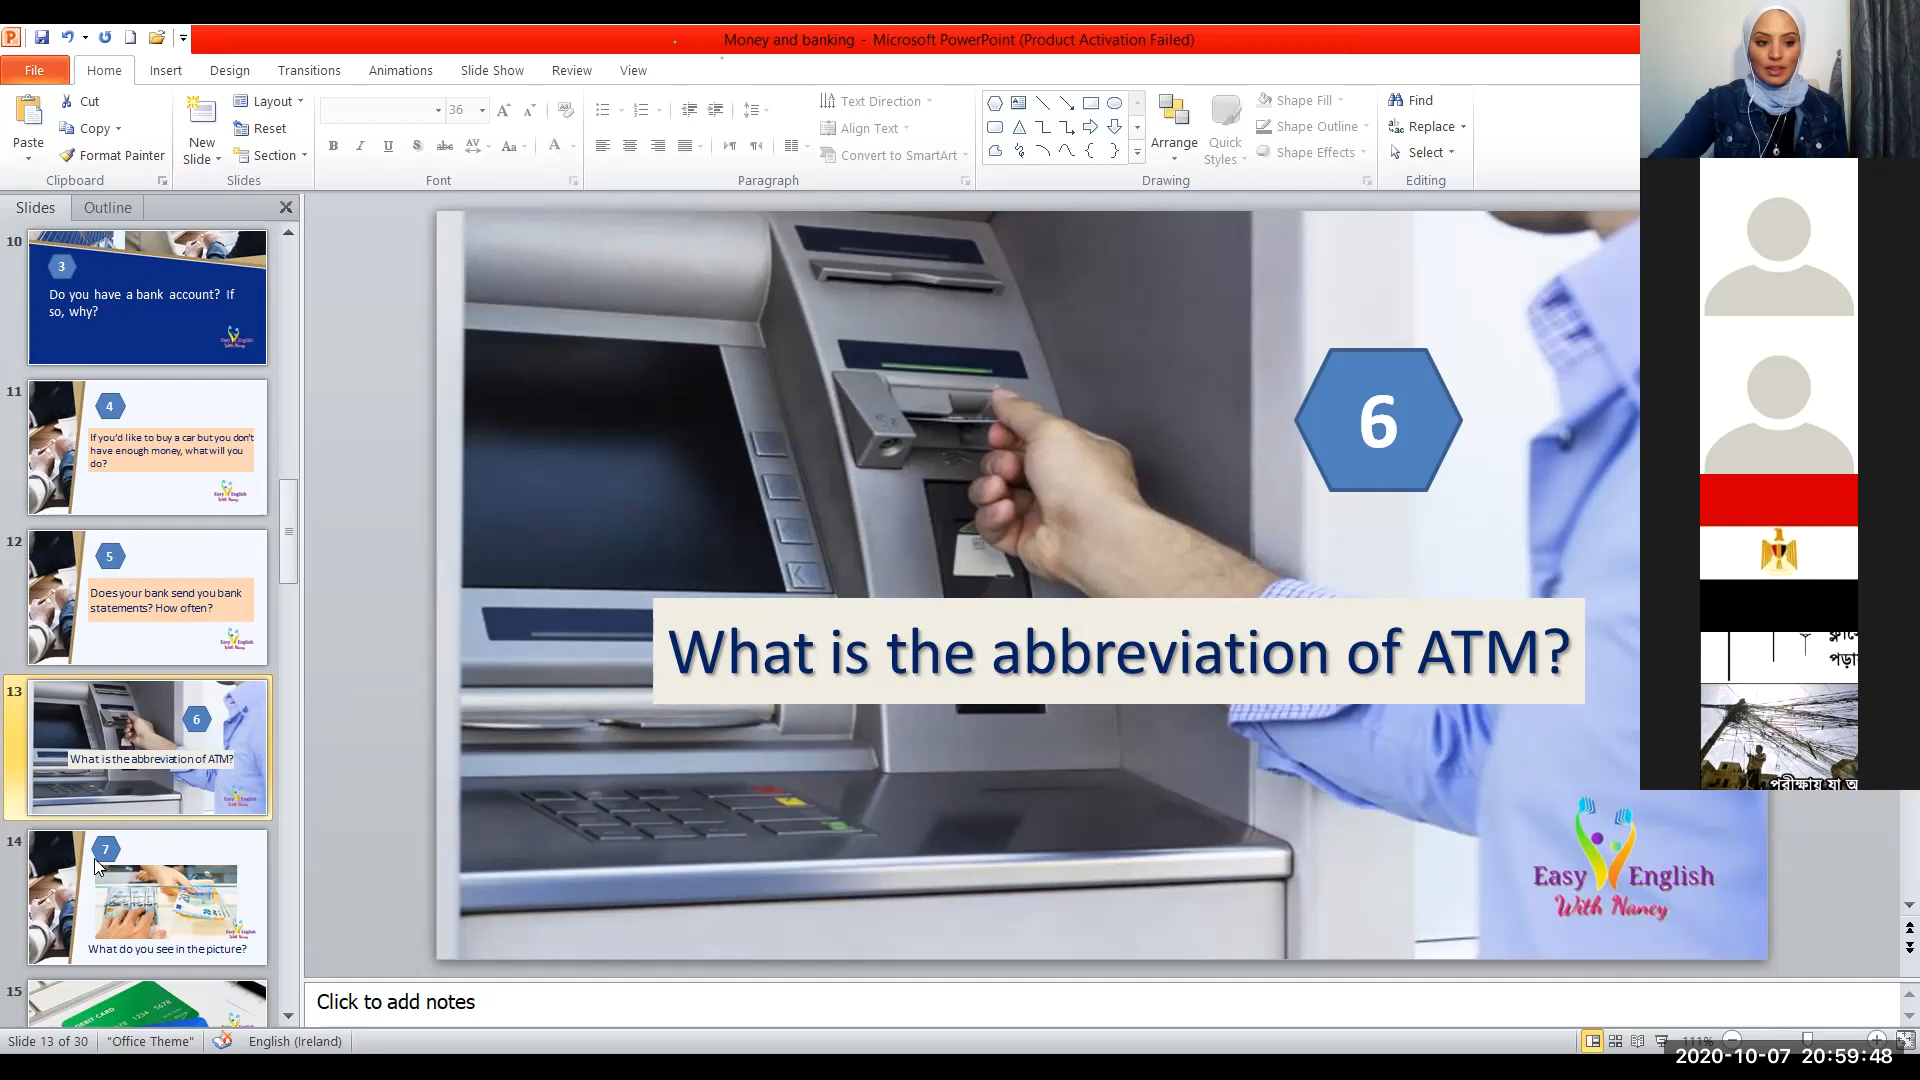 Money and banking - Microsoft PowerPoint (Product Activation Failed)
File
Home
Insert
Design
Transitions
Animations
Slide Show
Review
View
Paste
Cut
Copy
Format Painter
Clipboard
New
Slide
Layout
Reset
Section
Slides
36
B I U S abc AV Aa A
Font
Text Direction
Align Text
Convert to SmartArt
Paragraph
Arrange
Quick
Styles
Shape Fill
Shape Outline
Shape Effects
Drawing
Find
Replace
Select
Editing
Slides
Outline
10
3
Do you have a bank account? If
so, why?
11
4
If you'd like to buy a car but you don't
have enough money, what will you
do?
12
5
Does your bank send you bank
statements? How often?
13
6
What is the abbreviation of ATM?
14
7
What do you see in the picture?
15
DEBIT CARD
6
What is the abbreviation of ATM?
Easy English
With Nancy
Click to add notes
Slide 13 of 30
"Office Theme"
English (Ireland)
111%
2020-10-07 20:59:48